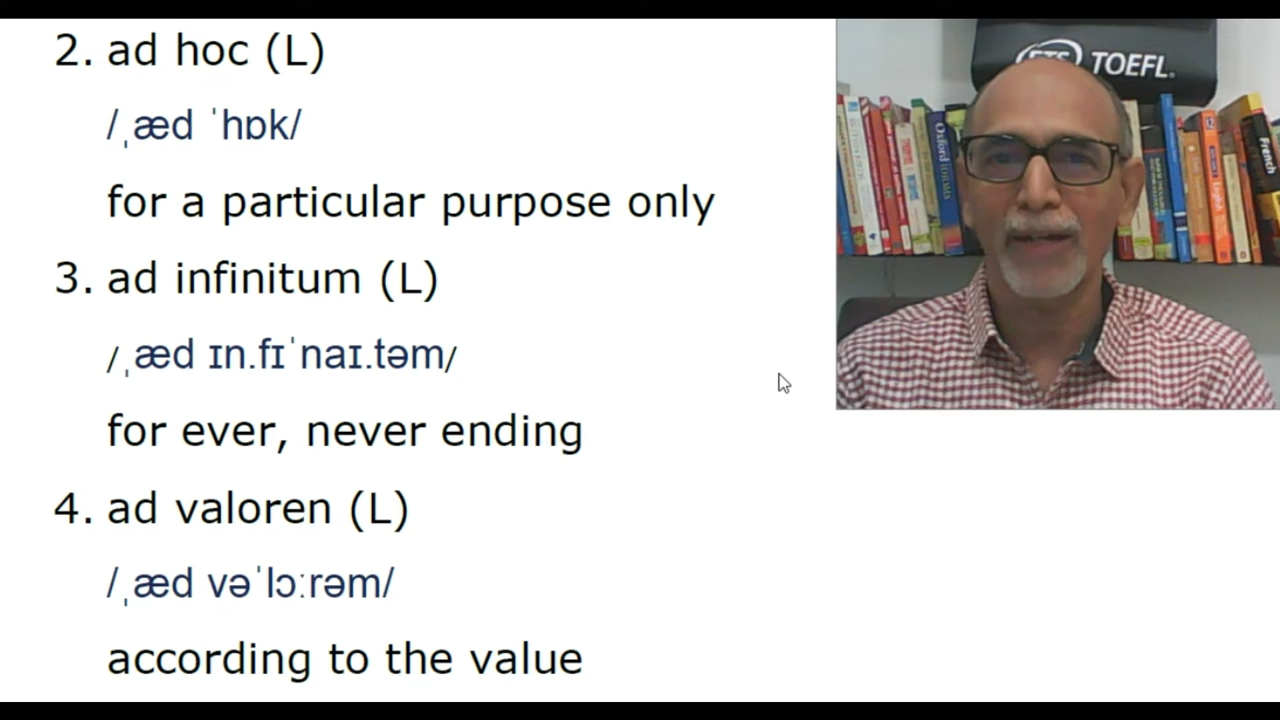 2. ad hoc (L)
/ˌæd ˈhɒk/
for a particular purpose only
3. ad infinitum (L)
/ˌæd ɪn.fɪˈnaɪ.təm/
for ever, never ending
4. ad valoren (L)
/ˌæd vəˈlɔːrəm/
according to the value
ETS TOEFL.
Oxford
French